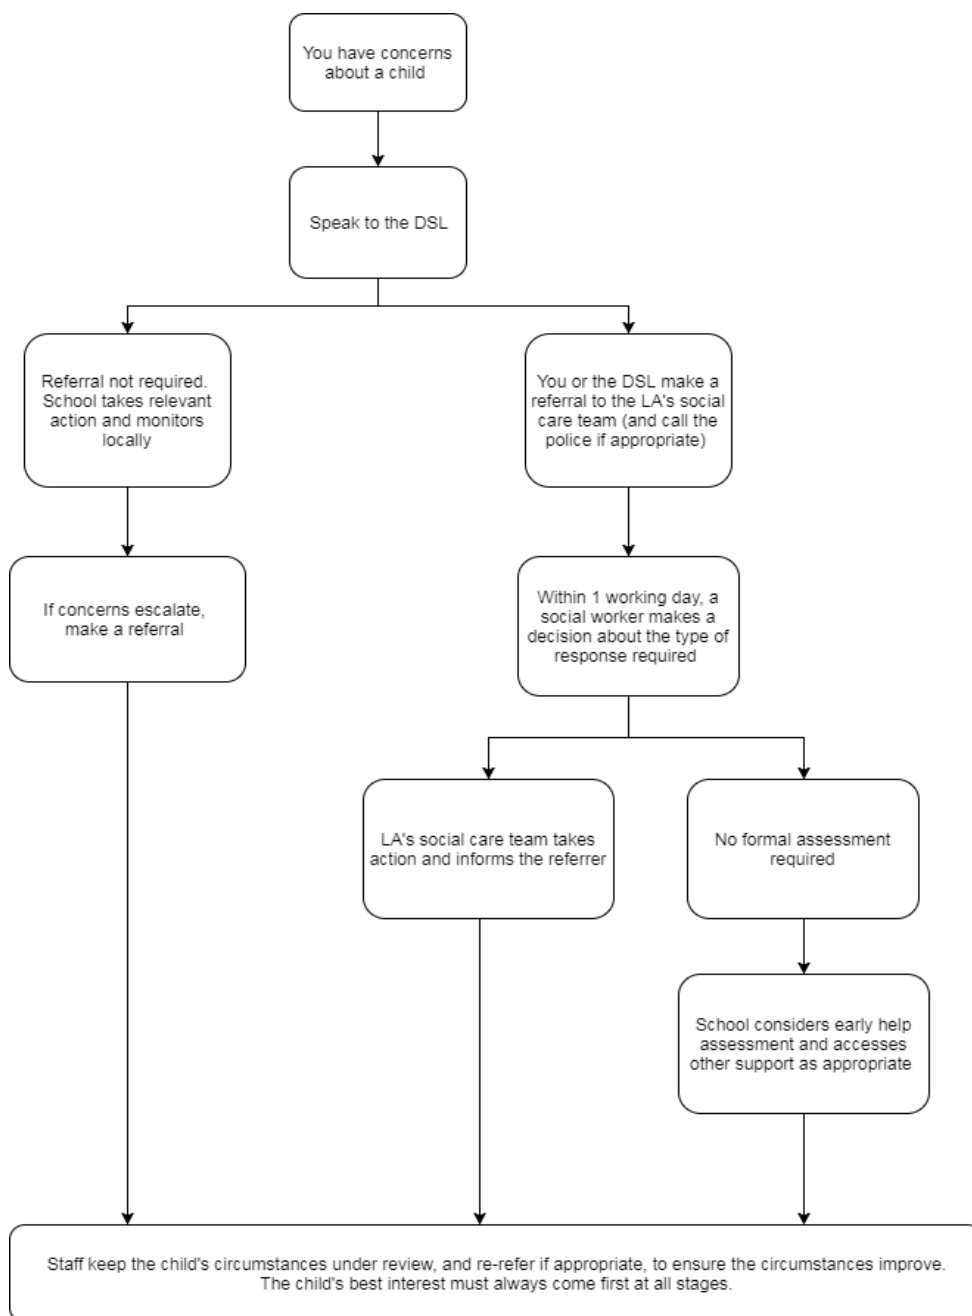 You have concerns
about a child
Speak to the DSL
Referral not required.
School takes relevant
action and monitors
locally
You or the DSL make a
referral to the LA's social
care team (and call the
police if appropriate)
If concerns escalate,
make a referral
Within 1 working day, a
social worker makes a
decision about the type of
response required
LA's social care team takes
action and informs the referrer
No formal assessment
required
School considers early help
assessment and accesses
other support as appropriate
Staff keep the child's circumstances under review, and re-refer if appropriate, to ensure the circumstances improve.
The child's best interest must always come first at all stages.